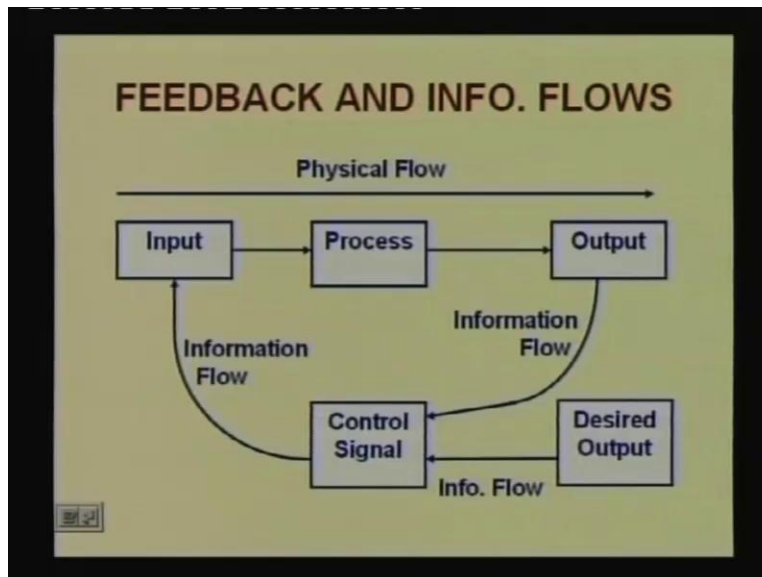 FEEDBACK AND INFO. FLOWS
Physical Flow
Input
Process
Output
Information
Flow
Information
Flow
Control
Signal
Desired
Output
Info. Flow